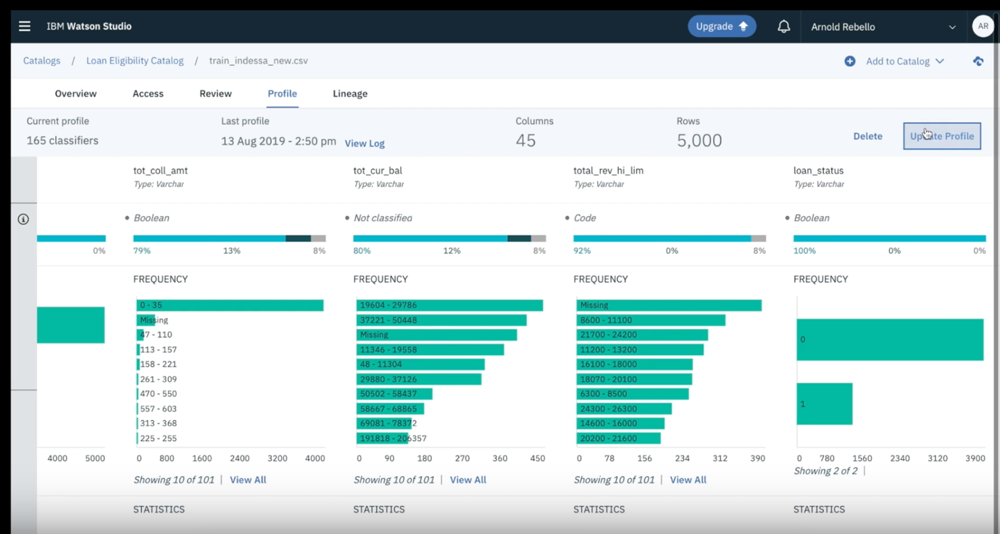 IBM Watson Studio
Upgrade
Arnold Rebello
AR
Catalogs / Loan Eligibility Catalog / train_indessa_new.csv
Add to Catalog
Overview
Access
Review
Profile
Lineage
Current profile
165 classifiers
Last profile
13 Aug 2019 - 2:50 pm View Log
Columns
45
Rows
5,000
Delete
Update Profile
tot_coll_amt
Type: Varchar
tot_cur_bal
Type: Varchar
total_rev_hi_lim
Type: Varchar
loan_status
Type: Varchar
0%
4000 5000
• Boolean
79% 13% 8%
FREQUENCY
0 - 35
Missing
47 - 110
113 - 157
158 - 221
261 - 309
470 - 550
557 - 603
313 - 368
225 - 255
0 800 1600 2400 3200 4000
Showing 10 of 101 | View All
STATISTICS
• Not classified
80% 12% 8%
FREQUENCY
19604 - 29786
37221 - 50448
Missing
11346 - 19558
48 - 11304
29880 - 37126
50502 - 58437
58667 - 68865
69081 - 78372
191818 - 206357
0 90 180 270 360 450
Showing 10 of 101 | View All
STATISTICS
• Code
92% 0% 8%
FREQUENCY
Missing
8600 - 11100
21700 - 24200
11200 - 13200
16100 - 18000
18070 - 20100
6300 - 8500
24300 - 26300
14600 - 16000
20200 - 21600
0 78 156 234 312 390
Showing 10 of 101 | View All
STATISTICS
• Boolean
100% 0% 0%
FREQUENCY
0
1
0 780 1560 2340 3120 3900
Showing 2 of 2 |
STATISTICS